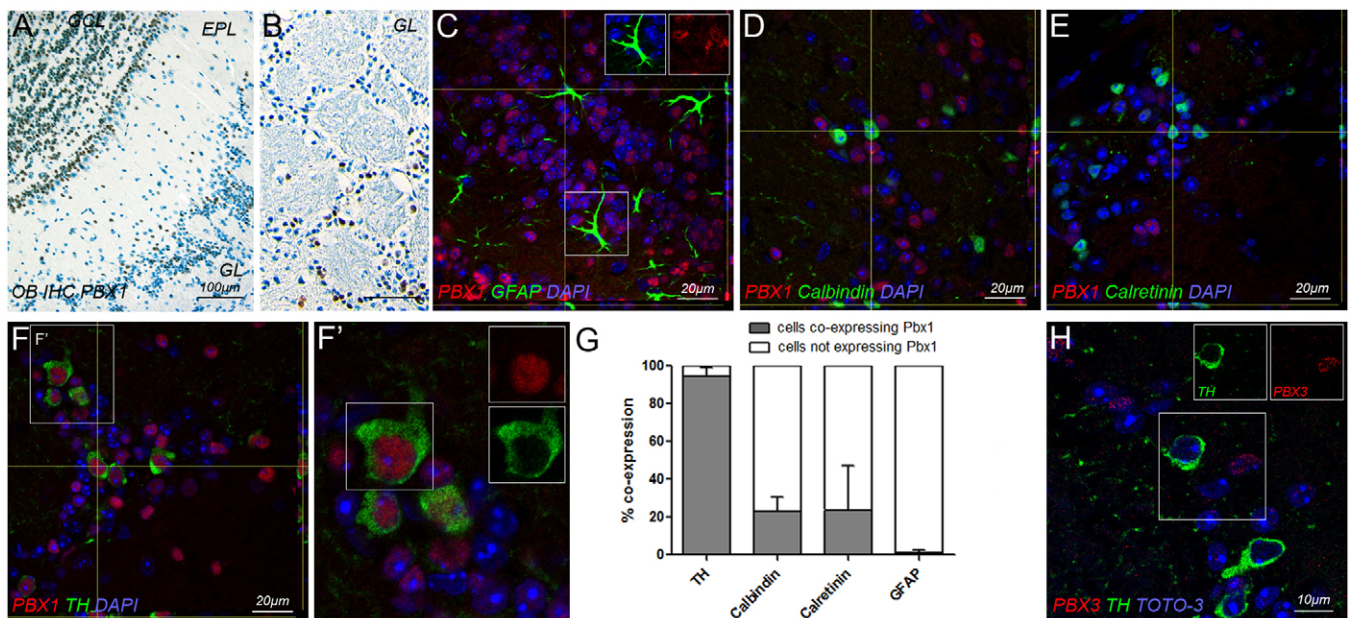 A
GCL
EPL
GL
100µm
OB IHC PBX1
B
GL
C
PBX1 GFAP DAPI
20µm
D
PBX1 Calbindin DAPI
20µm
E
PBX1 Calretinin DAPI
20µm
F
F'
PBX1 TH DAPI
20µm
F'
G
cells co-expressing Pbx1
cells not expressing Pbx1
% co-expression
100
80
60
40
20
0
TH
Calbindin
Calretinin
GFAP
H
TH
PBX3
PBX3 TH TOTO-3
10µm